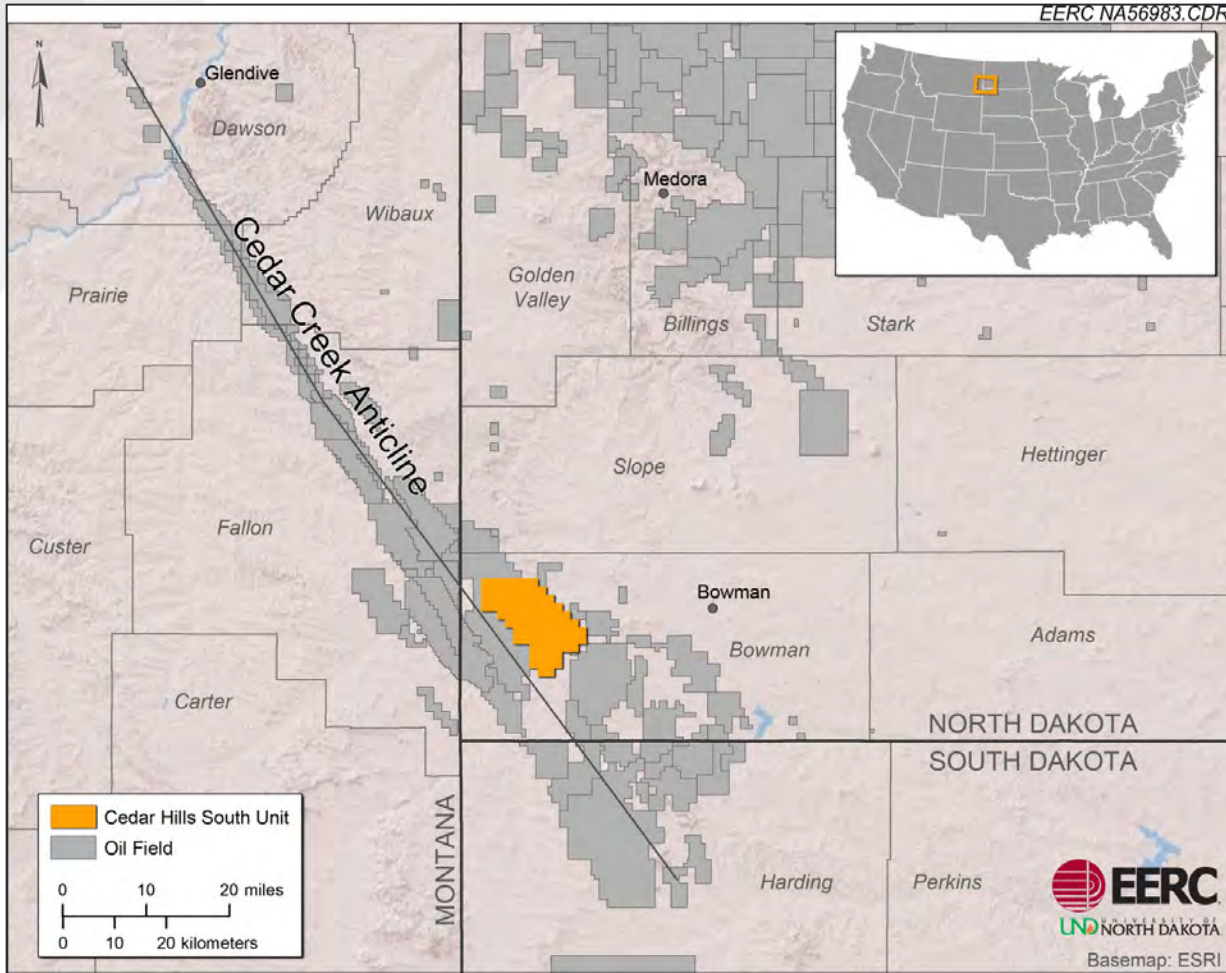 EERC NA56983.CDR
N
Glendive
Dawson
Medora
Wibaux
Cedar Creek Anticline
Golden
Valley
Prairie
Billings
Stark
Slope
Hettinger
Fallon
Custer
Bowman
Bowman
Adams
Carter
NORTH DAKOTA
SOUTH DAKOTA
MONTANA
Cedar Hills South Unit
Oil Field
0 10 20 miles
0 10 20 kilometers
Harding
Perkins
EERC
UND UNIVERSITY OF
NORTH DAKOTA
Basemap: ESRI